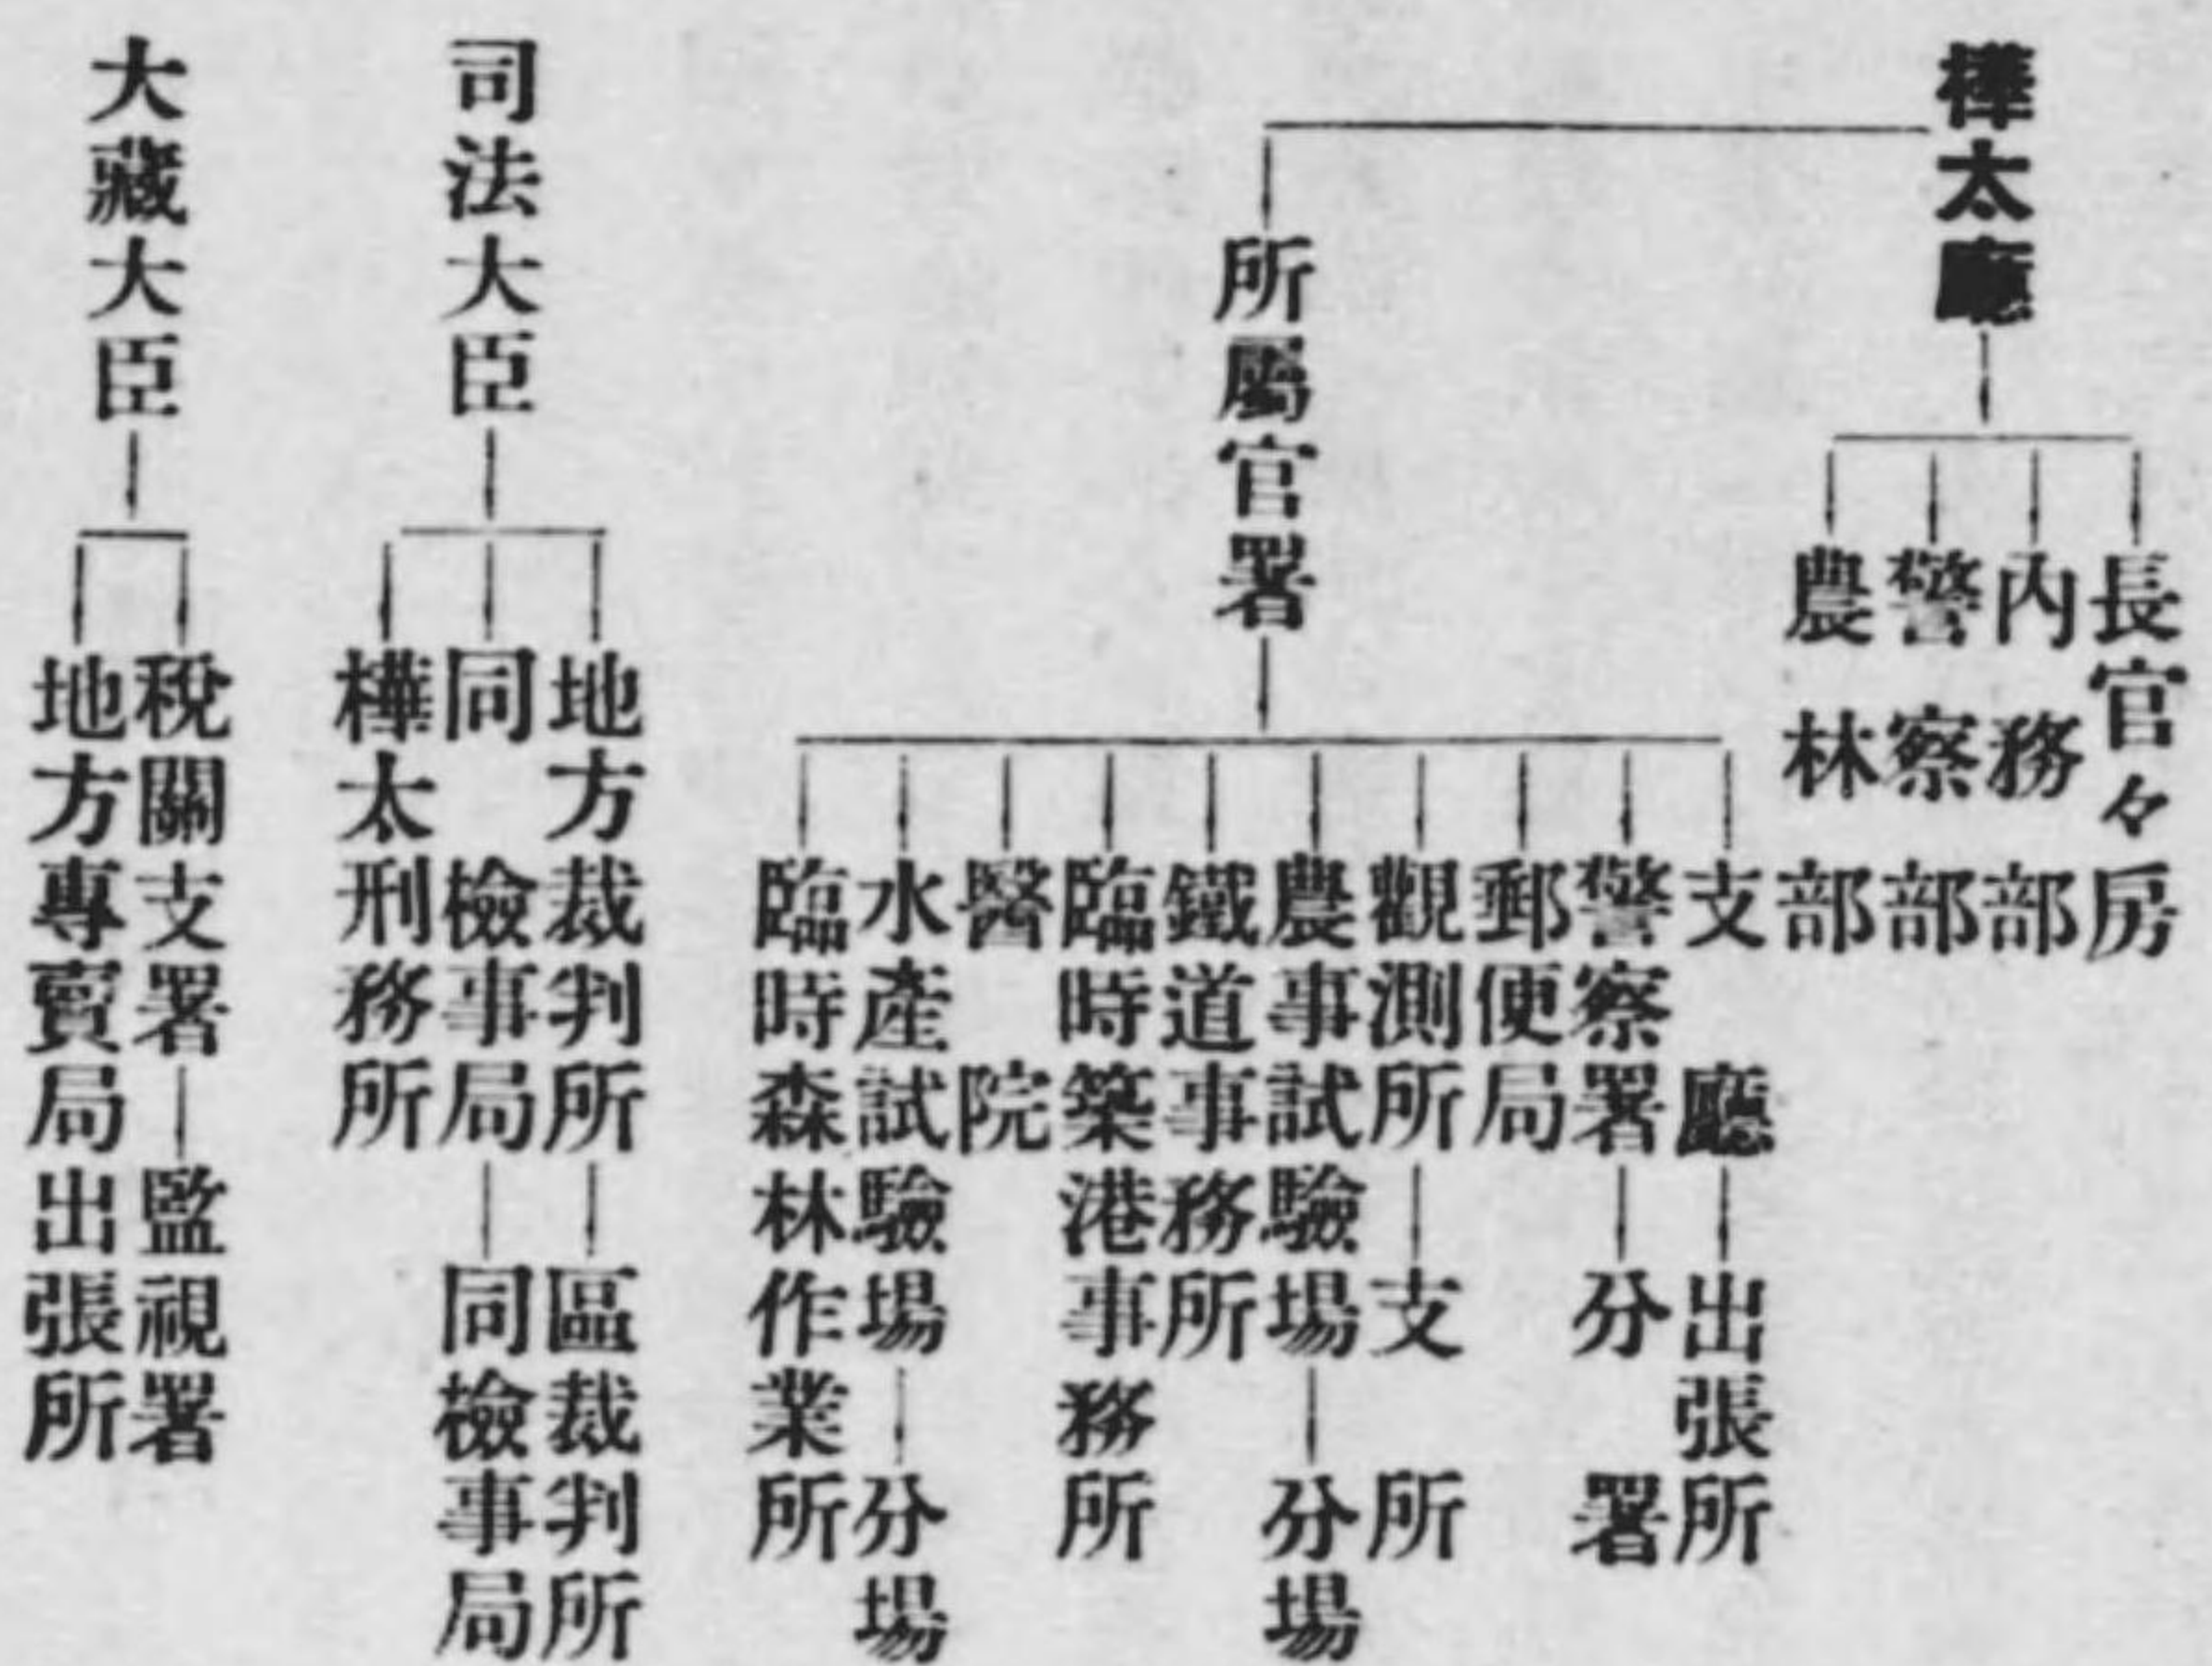 樺太廳
長官々房
內務部
警察部
農林部
所屬官署
支廳
出張所
警察署
分署
郵便局
觀測所
支所
農事試驗場
分場
鐵道事務所
臨時築港事務所
醫院
水產試驗場
分場
臨時森林作業所
司法大臣
地方裁判所
區裁判所
同檢事局
同檢事局
樺太刑務所
大藏大臣
稅關支署
監視署
地方專賣局出張所